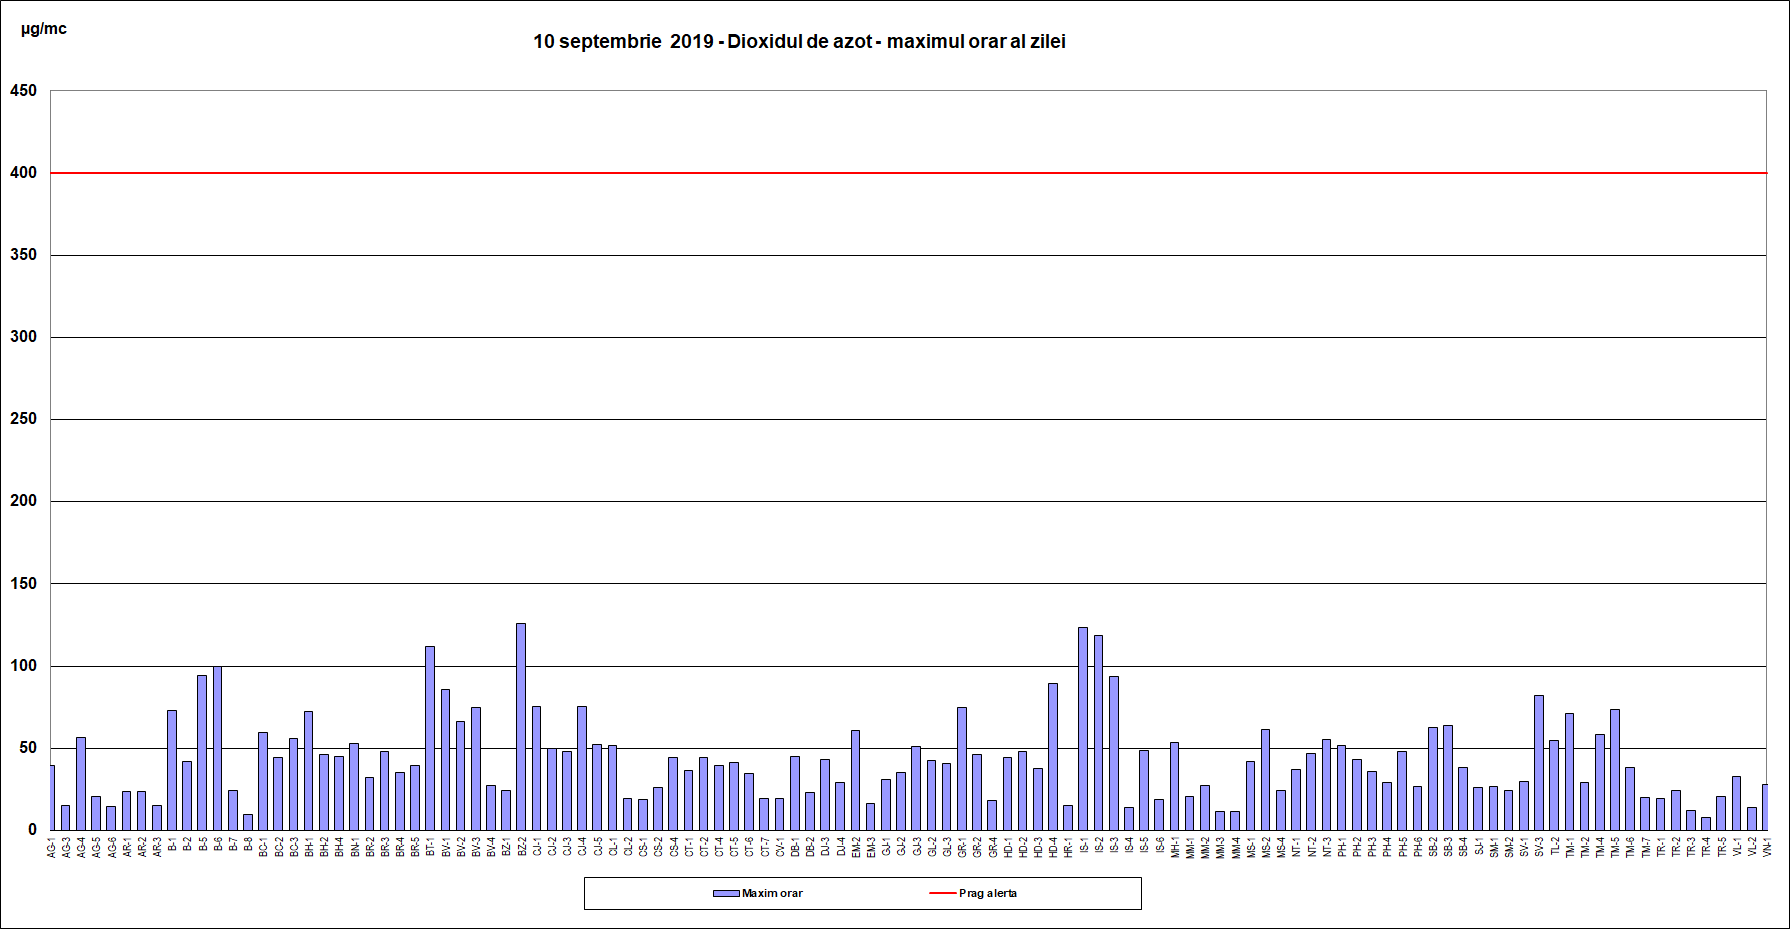 µg/mc
10 septembrie 2019 - Dioxidul de azot - maximul orar al zilei
450
400
350
300
250
200
150
100
50
0
AG-1
AG-3
AG-4
AG-5
AG-6
AR-1
AR-2
AR-3
B-1
B-2
B-5
B-6
B-7
B-8
BC-1
BC-2
BC-3
BH-1
BH-2
BH-4
BN-1
BR-2
BR-3
BR-4
BR-5
BT-1
BV-1
BV-2
BV-3
BV-4
BZ-1
BZ-2
CJ-1
CJ-2
CJ-3
CJ-4
CJ-5
CL-1
CL-2
CS-1
CS-2
CS-4
CT-1
CT-2
CT-4
CT-5
CT-6
CT-7
CV-1
DB-1
DB-2
DJ-3
DJ-4
EM-2
EM-3
GJ-1
GJ-2
GJ-3
GL-2
GL-3
GR-1
GR-2
GR-4
HD-1
HD-2
HD-3
HD-4
HR-1
IS-1
IS-2
IS-3
IS-4
IS-5
IS-6
MH-1
MM-1
MM-2
MM-3
MM-4
MS-1
MS-2
MS-4
NT-1
NT-2
NT-3
PH-1
PH-2
PH-3
PH-4
PH-5
PH-6
SB-2
SB-3
SB-4
SJ-1
SM-1
SM-2
SV-1
SV-3
TL-2
TM-1
TM-2
TM-4
TM-5
TM-6
TM-7
TR-1
TR-2
TR-3
TR-4
TR-5
VL-1
VL-2
VN-1
Maxim orar
Prag alerta